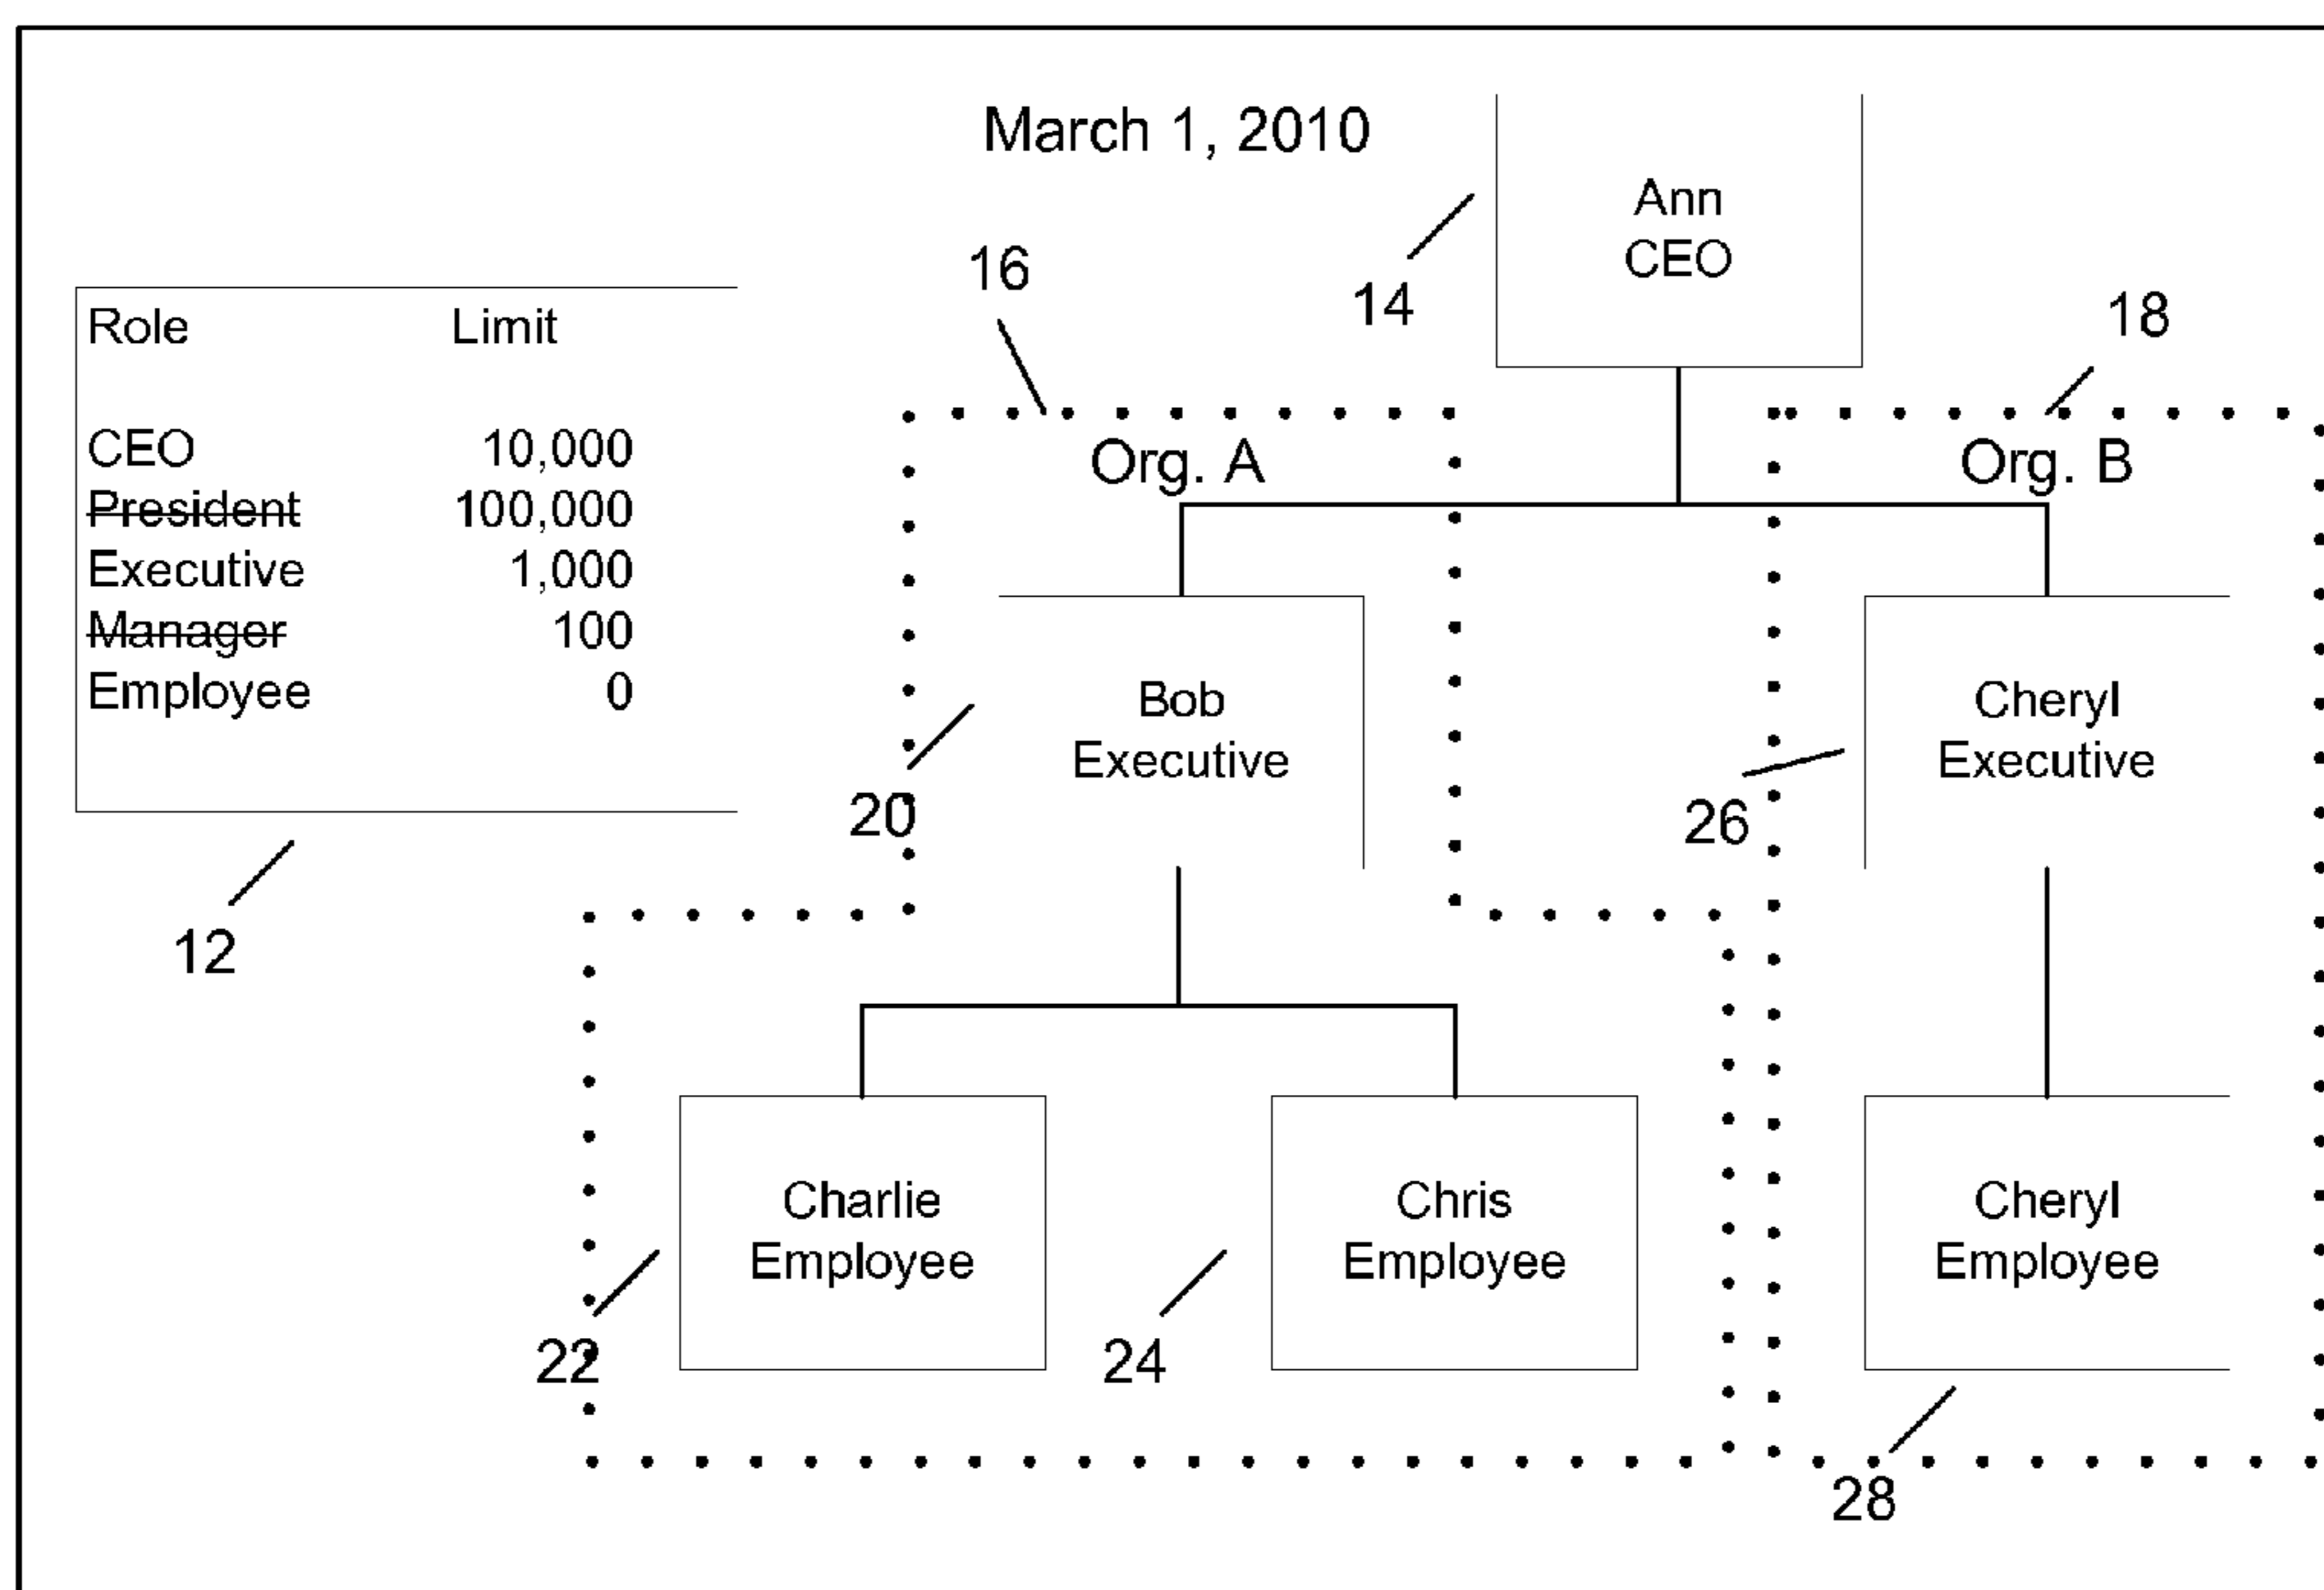 March 1, 2010
Ann
CEO
14
16
18
Role Limit
CEO 10,000
President 100,000
Executive 1,000
Manager 100
Employee 0
12
Org. A
Org. B
Bob
Executive
20
Cheryl
Executive
26
Charlie
Employee
22
Chris
Employee
24
Cheryl
Employee
28